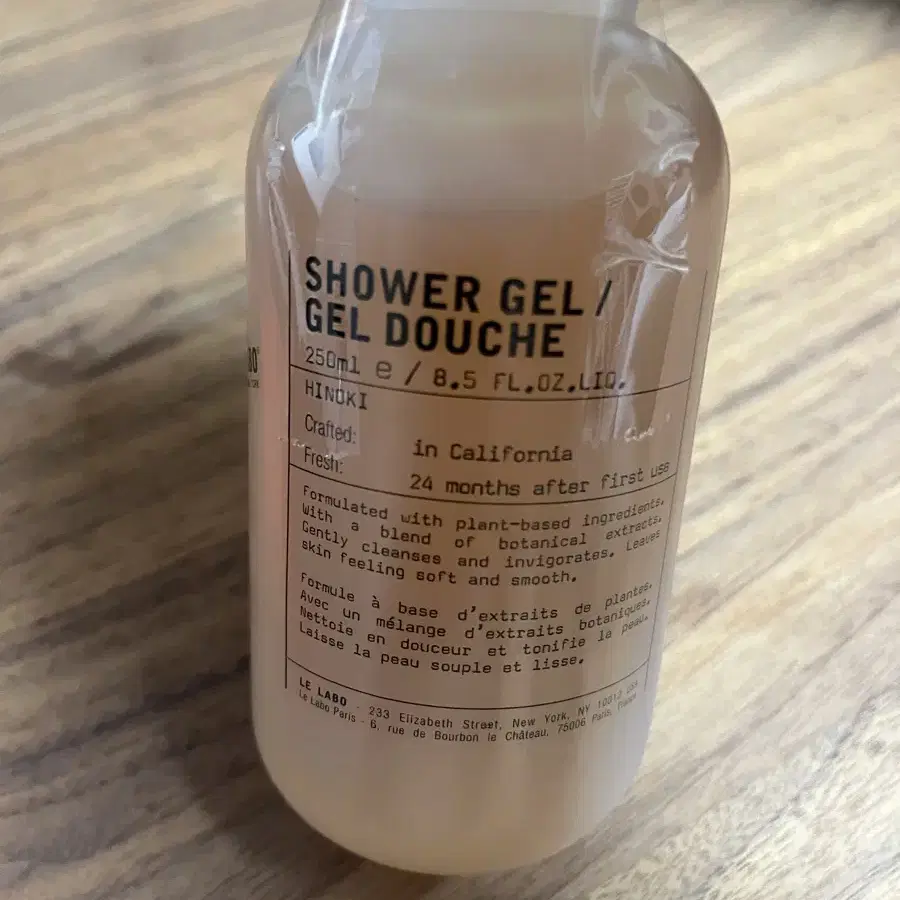 SHOWER GEL /
GEL DOUCHE
250ml e / 8.5 FL.OZ.LIQ.
HINOKI
Crafted: in California
Fresh: 24 months after first use
Formulated with plant-based ingredients.
With a blend of botanical extracts.
Gently cleanses and invigorates. Leaves
skin feeling soft and smooth.
Formule à base d'extraits de plantes.
Avec un mélange d'extraits botaniques.
Nettoie en douceur et tonifie la peau.
Laisse la peau souple et lisse.
LE LABO - 233 Elizabeth Street, New York, NY 10012 USA
Le Labo Paris - 6, rue de Bourbon le Château, 75006 Paris, France